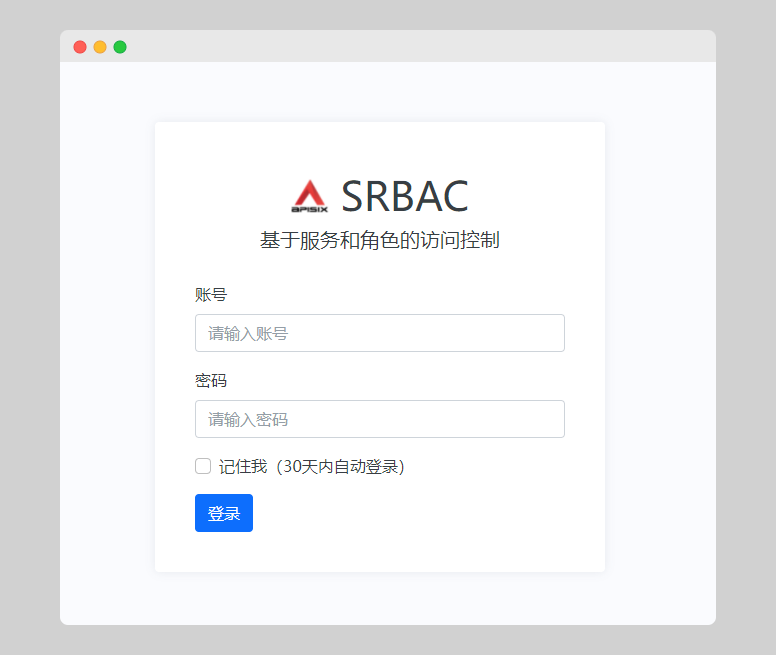 APISIX SRBAC
基于服务和角色的访问控制
账号
请输入账号
密码
请输入密码
记住我（30天内自动登录）
登录